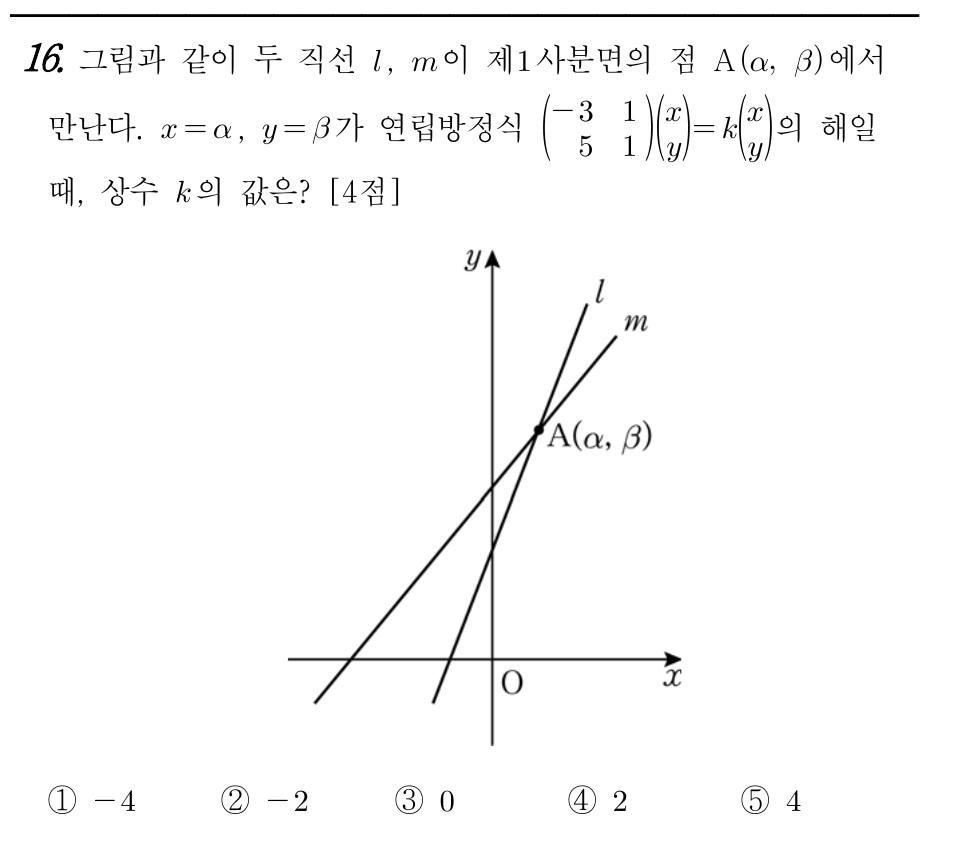 16. 그림과 같이 두 직선 l, m이 제1사분면의 점 A(α, β)에서
만난다. x=α, y=β가 연립방정식 (−3 1; 5 1)(x; y)=k(x; y)의 해일
때, 상수 k의 값은? [4점]
y
l
m
A(α, β)
O
x
① −4 ② −2 ③ 0 ④ 2 ⑤ 4